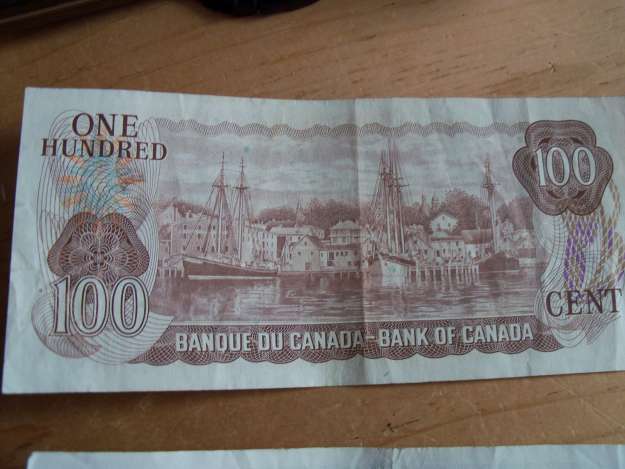 ONE
HUNDRED
100
100
CENT
BANQUE DU CANADA-BANK OF CANADA